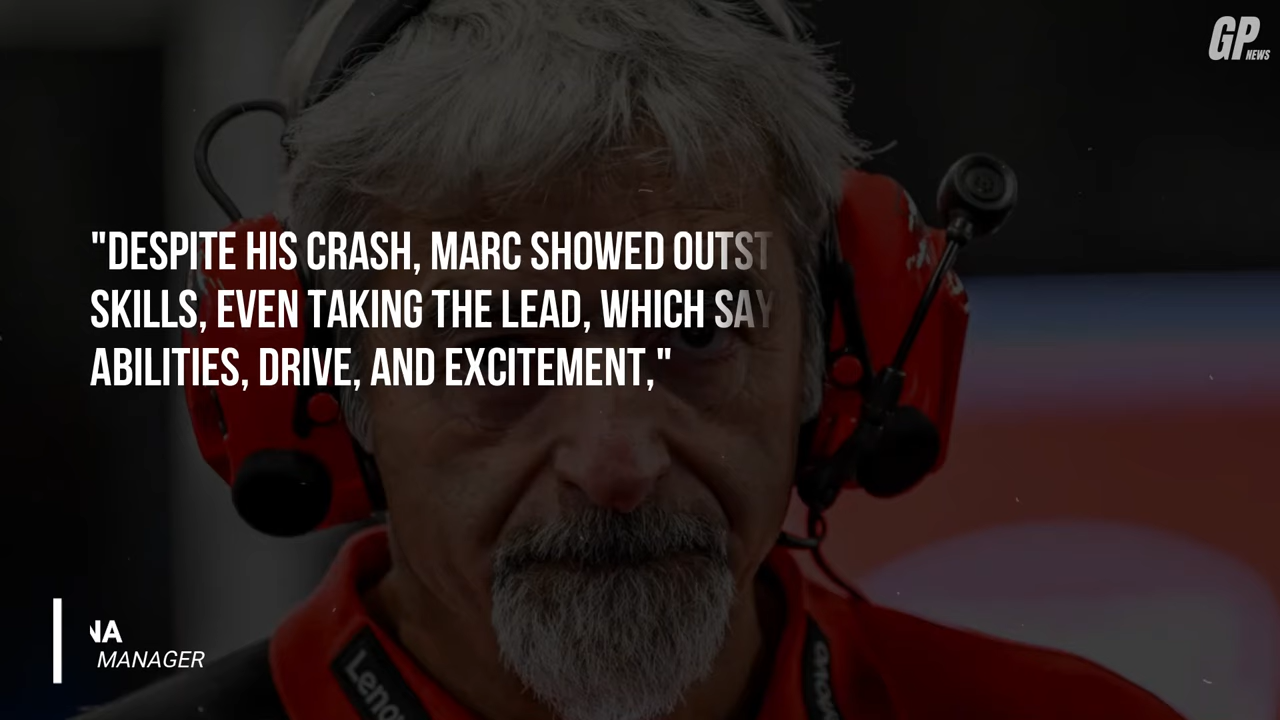 GP
NEWS
"DESPITE HIS CRASH, MARC SHOWED OUTST
SKILLS, EVEN TAKING THE LEAD, WHICH SAY
ABILITIES, DRIVE, AND EXCITEMENT,"
NA
MANAGER
Lenovo